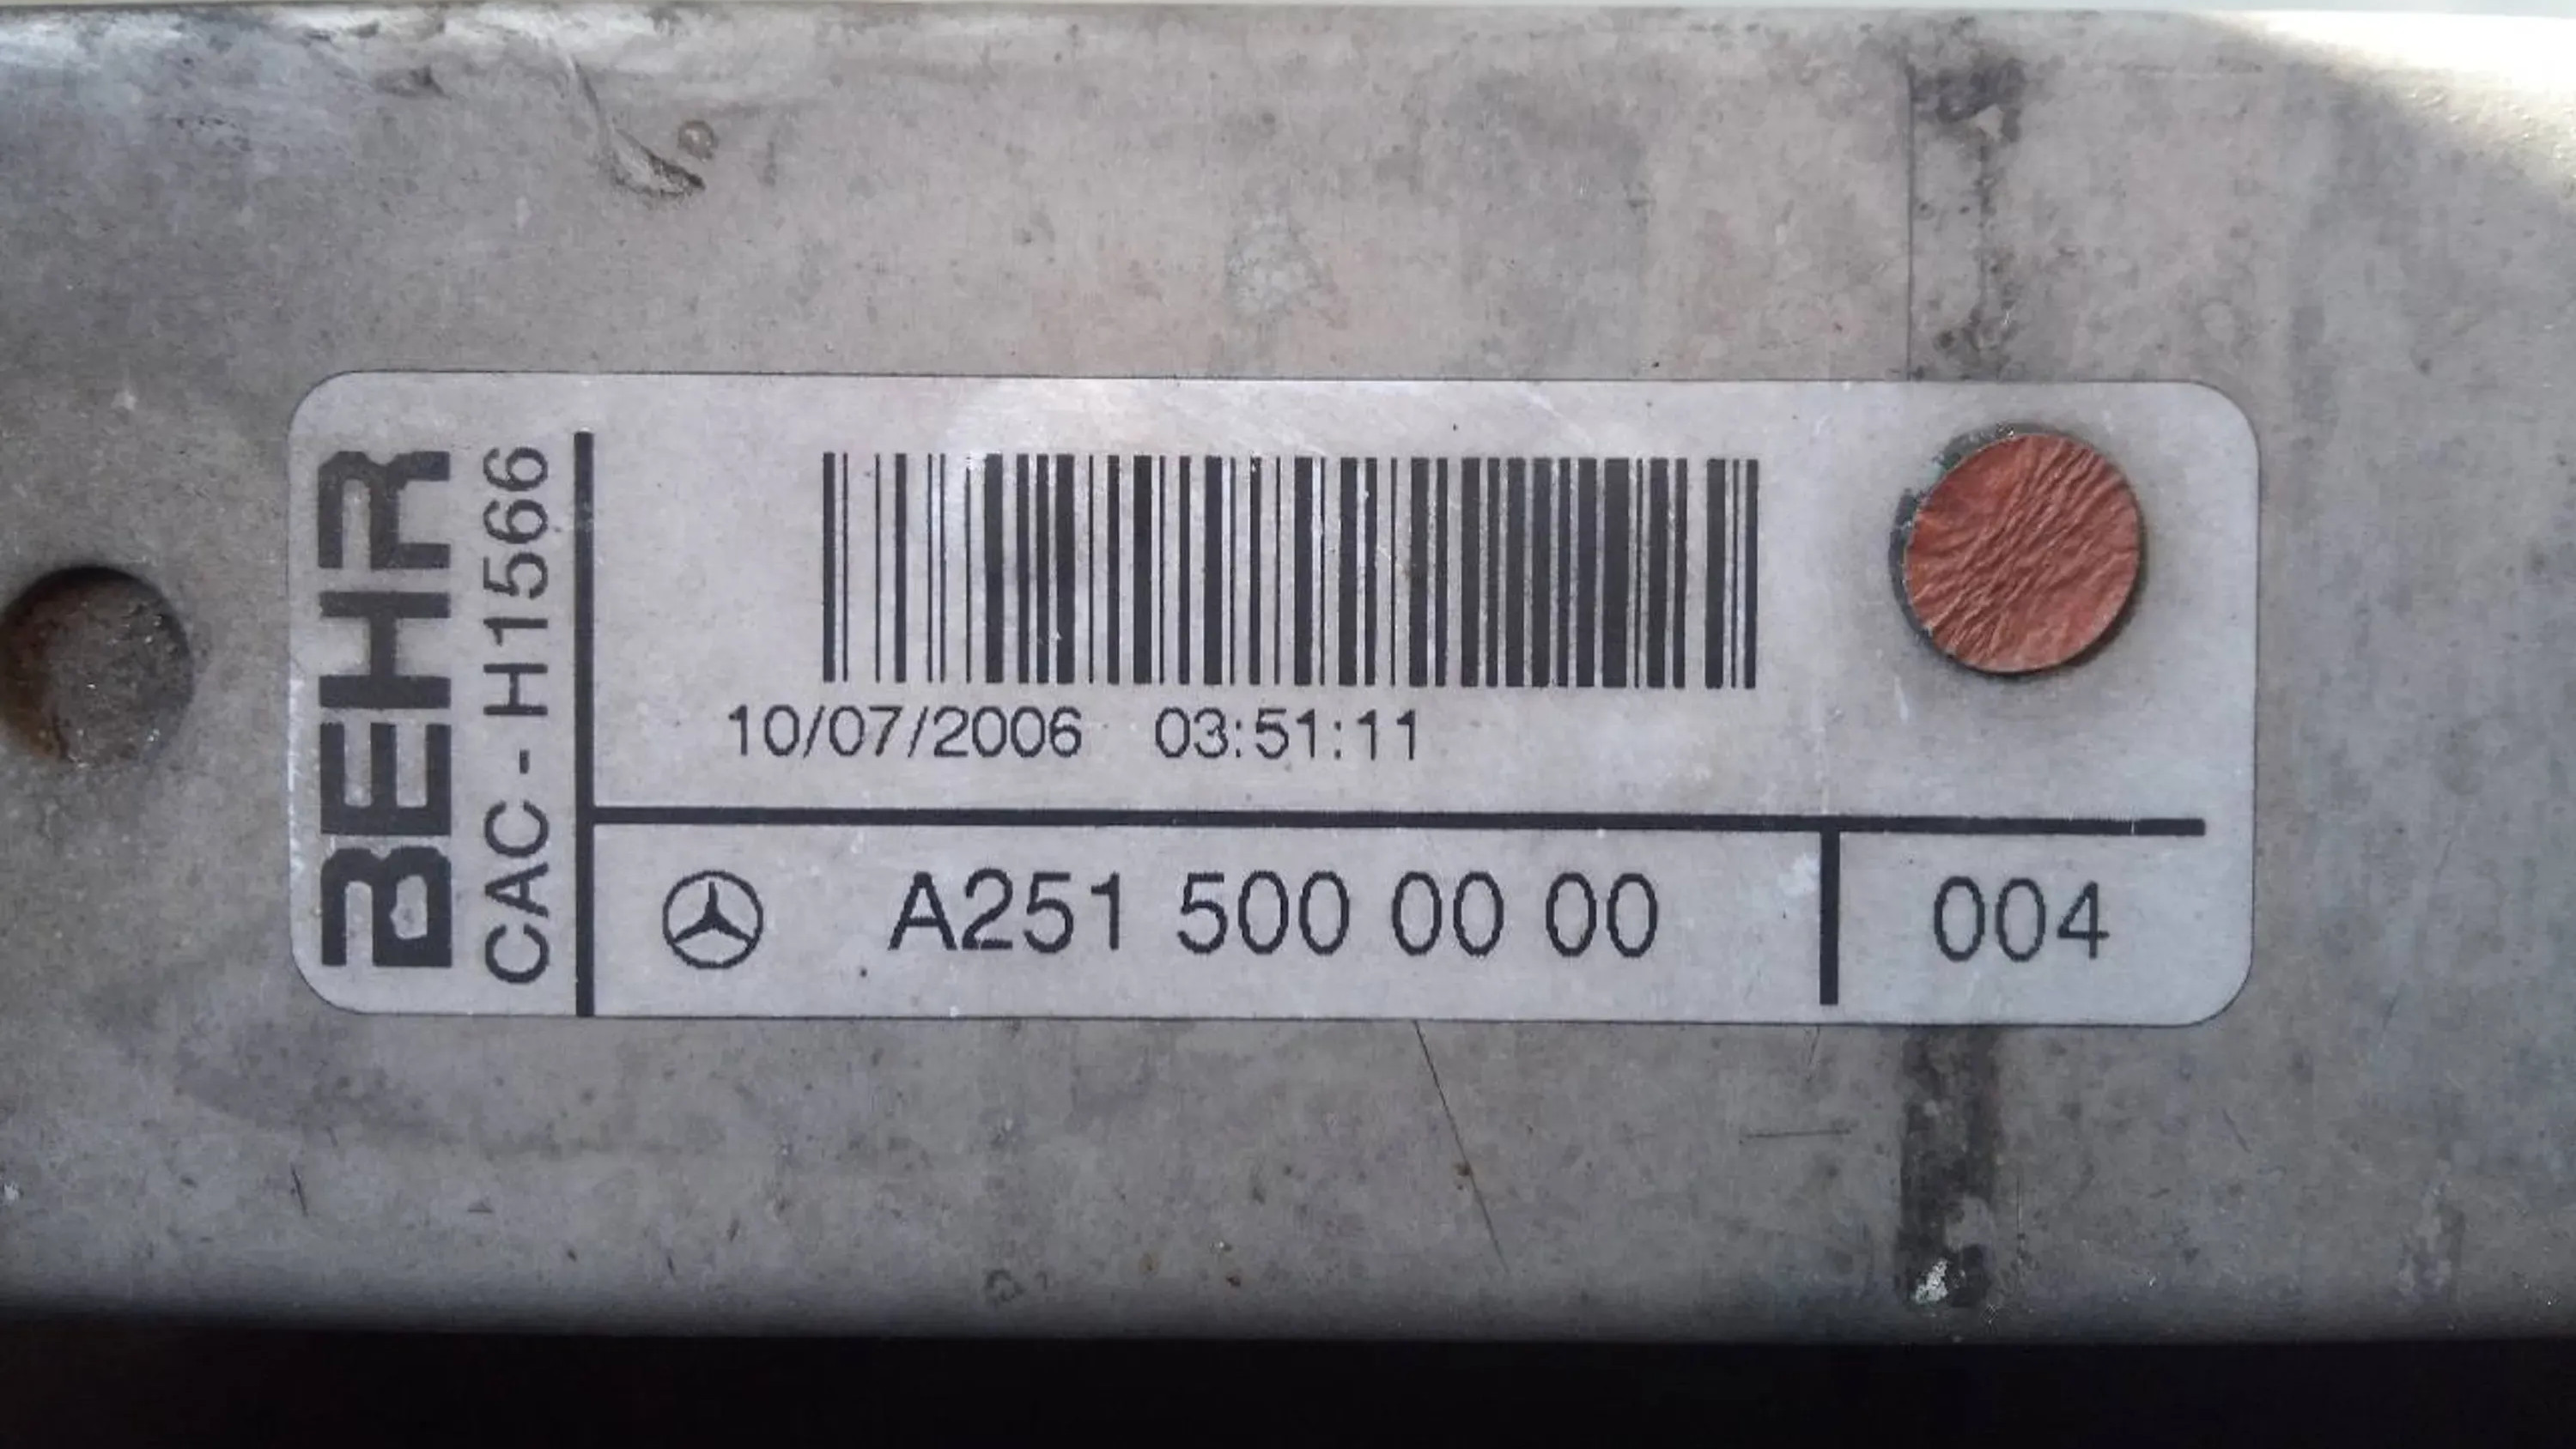 BEHR
CAC - H1566
10/07/2006 03:51:11
A251 500 00 00
004